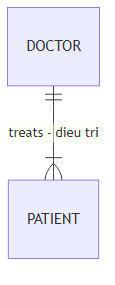 DOCTOR
treats - dieu tri
PATIENT